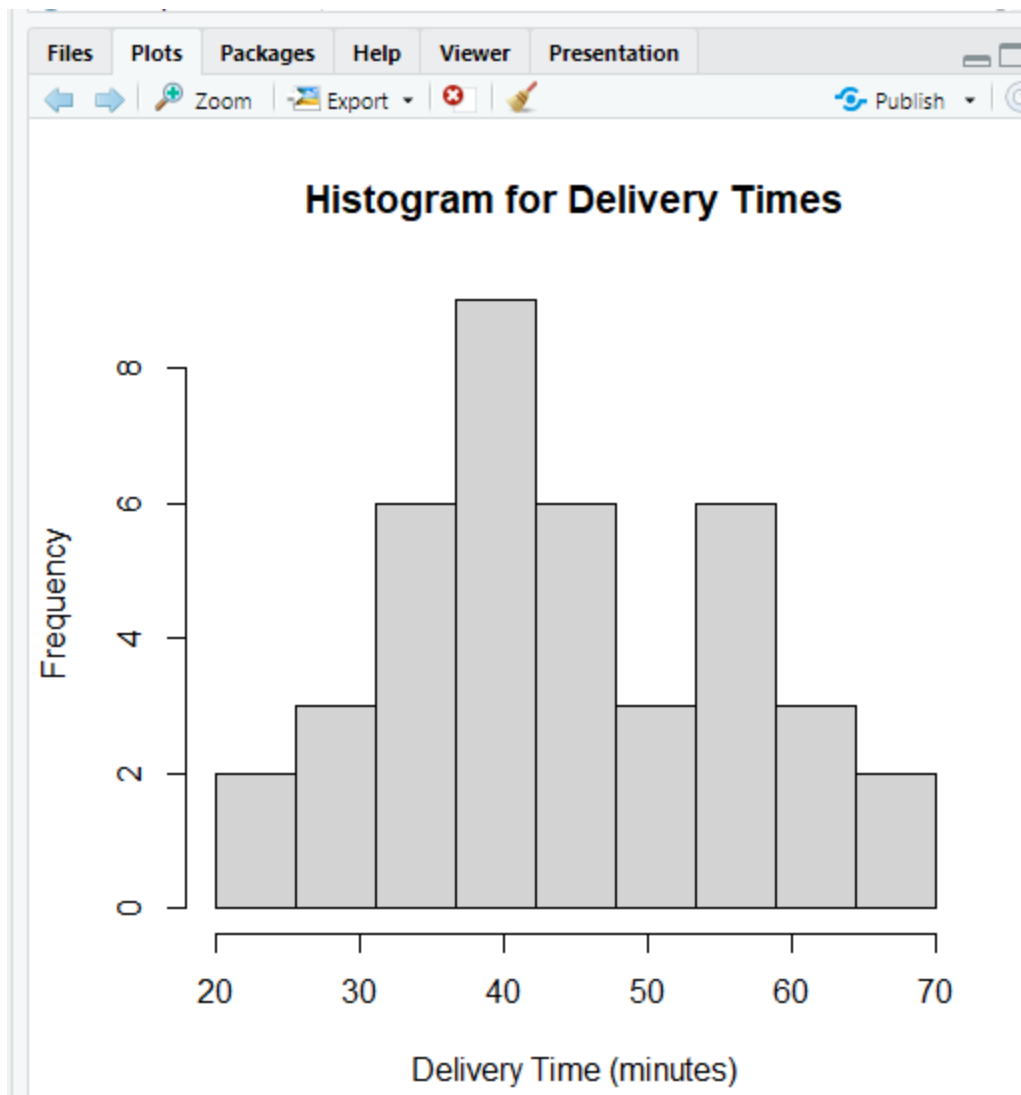 Files Plots Packages Help Viewer Presentation
Zoom Export Publish
Histogram for Delivery Times
8
6
4
2
0
Frequency
20 30 40 50 60 70
Delivery Time (minutes)